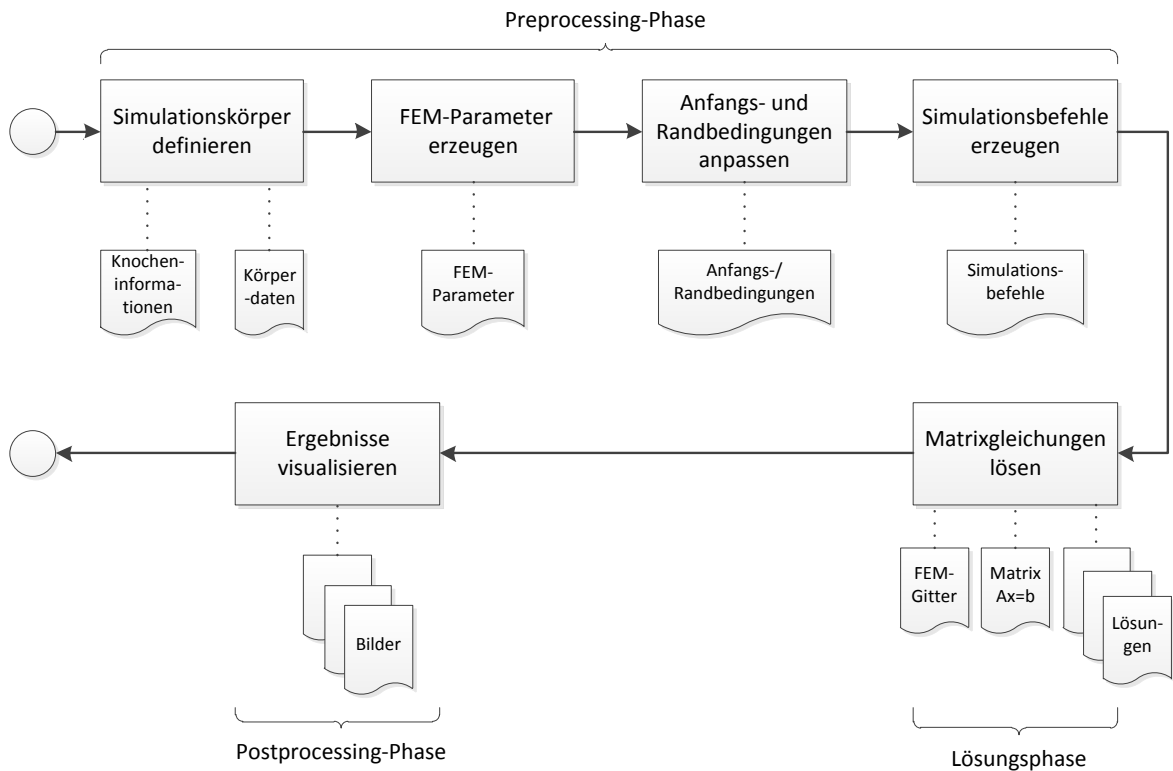 Preprocessing-Phase
Simulationskörper
definieren
FEM-Parameter
erzeugen
Anfangs- und
Randbedingungen
anpassen
Simulationsbefehle
erzeugen
Knochen-
informa-
tionen
Körper
-daten
FEM-
Parameter
Anfangs-/
Randbedingungen
Simulations-
befehle
Ergebnisse
visualisieren
Matrixgleichungen
lösen
Bilder
FEM-
Gitter
Matrix
Ax=b
Lösun-
gen
Postprocessing-Phase
Lösungsphase